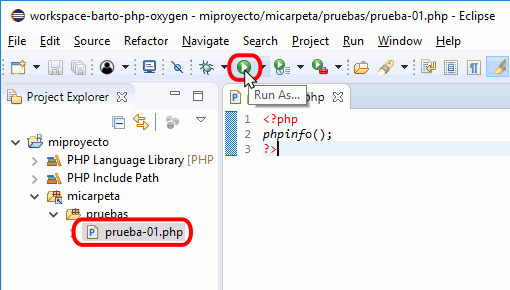 workspace-barto-php-oxygen - miproyecto/micarpeta/pruebas/prueba-01.php - Eclipse
File Edit Source Refactor Navigate Search Project Run Window Help
Project Explorer
php
Run As...
miproyecto
PHP Language Library [PHP
PHP Include Path
micarpeta
pruebas
prueba-01.php
1 <?php
2 phpinfo();
3 ?>